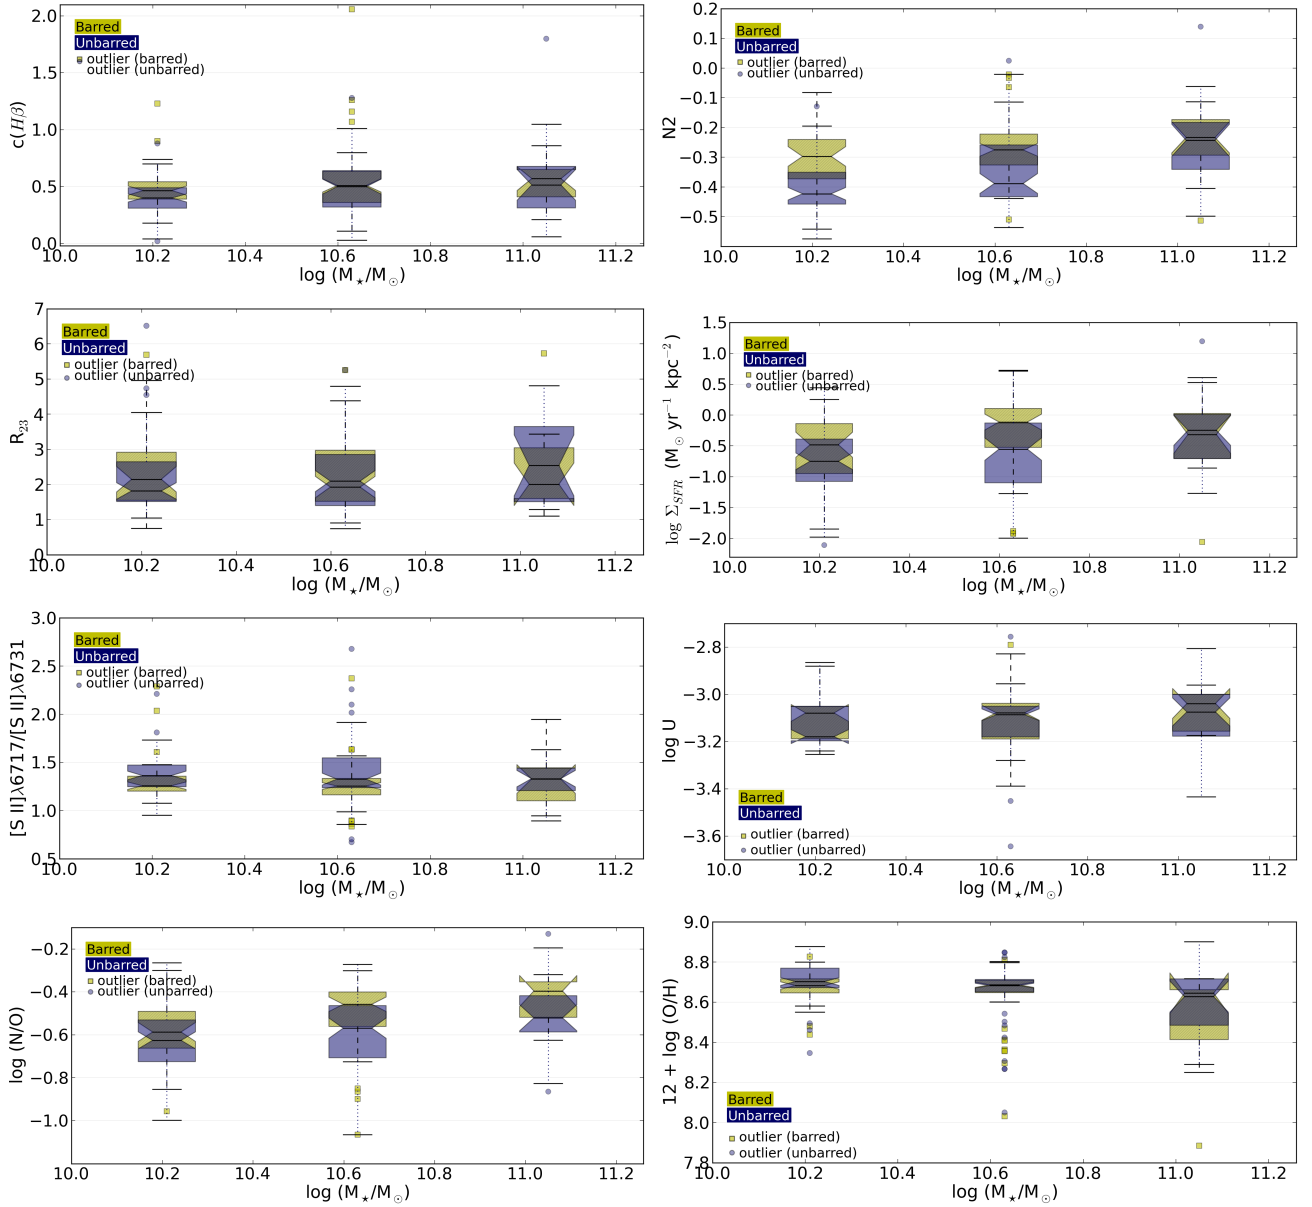 2.0
1.5
1.0
0.5
0.0
c(Hβ)
Barred
Unbarred
outlier (barred)
outlier (unbarred)
10.0 10.2 10.4 10.6 10.8 11.0 11.2
log (M⋆/M☉)
0.2
0.1
0.0
−0.1
−0.2
−0.3
−0.4
−0.5
N2
Barred
Unbarred
outlier (barred)
outlier (unbarred)
10.0 10.2 10.4 10.6 10.8 11.0 11.2
log (M⋆/M☉)
7
6
5
4
3
2
1
0
R₂₃
Barred
Unbarred
outlier (barred)
outlier (unbarred)
10.0 10.2 10.4 10.6 10.8 11.0 11.2
log (M⋆/M☉)
1.5
1.0
0.5
0.0
−0.5
−1.0
−1.5
−2.0
log Σ_SFR (M☉ yr⁻¹ kpc⁻²)
Barred
Unbarred
outlier (barred)
outlier (unbarred)
10.0 10.2 10.4 10.6 10.8 11.0 11.2
log (M⋆/M☉)
3.0
2.5
2.0
1.5
1.0
0.5
[S II]λ6717/[S II]λ6731
Barred
Unbarred
outlier (barred)
outlier (unbarred)
10.0 10.2 10.4 10.6 10.8 11.0 11.2
log (M⋆/M☉)
−2.8
−3.0
−3.2
−3.4
−3.6
log U
Barred
Unbarred
outlier (barred)
outlier (unbarred)
10.0 10.2 10.4 10.6 10.8 11.0 11.2
log (M⋆/M☉)
−0.2
−0.4
−0.6
−0.8
−1.0
log (N/O)
Barred
Unbarred
outlier (barred)
outlier (unbarred)
10.0 10.2 10.4 10.6 10.8 11.0 11.2
log (M⋆/M☉)
9.0
8.8
8.6
8.4
8.2
8.0
7.8
12 + log (O/H)
Barred
Unbarred
outlier (barred)
outlier (unbarred)
10.0 10.2 10.4 10.6 10.8 11.0 11.2
log (M⋆/M☉)